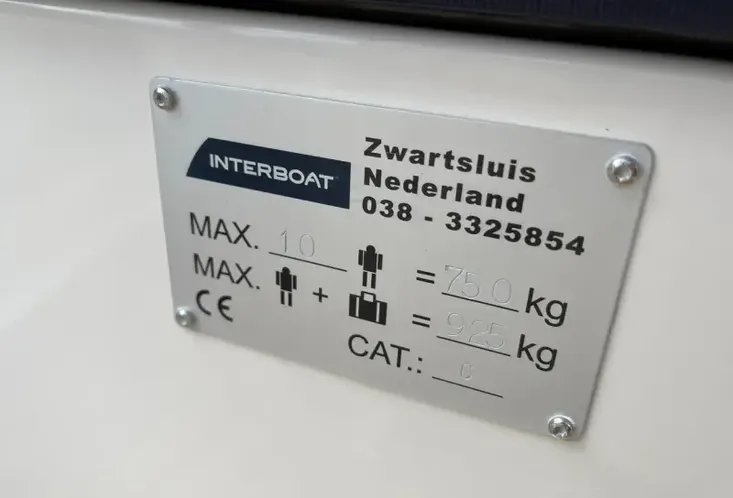 INTERBOAT
Zwartsluis
Nederland
038 - 3325854
MAX. 10 = 750 kg
MAX. + = 925 kg
CE
CAT.: C